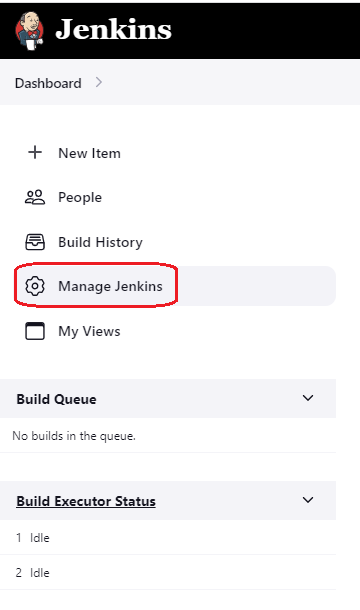 Jenkins
Dashboard
New Item
People
Build History
Manage Jenkins
My Views
Build Queue
No builds in the queue.
Build Executor Status
1 Idle
2 Idle